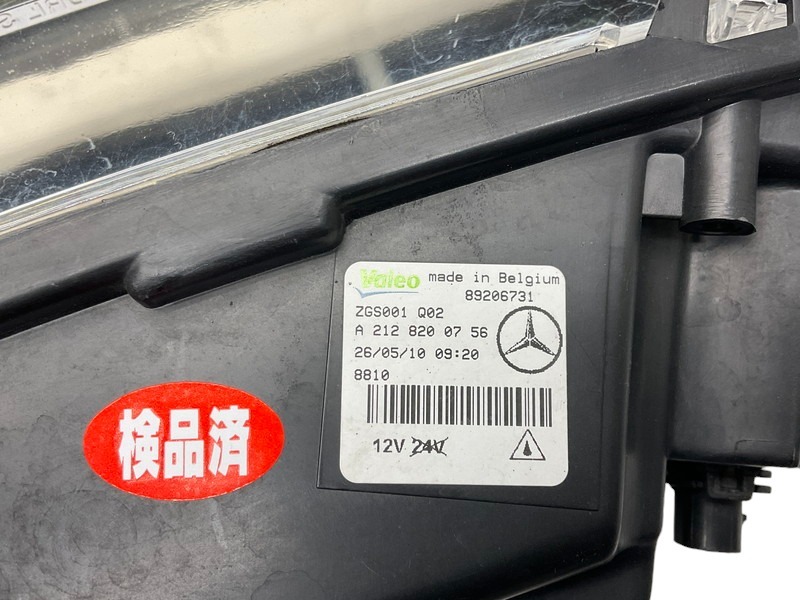 Valeo made in Belgium
89206731
ZGS001 Q02
A 212 820 07 56
26/05/10 09:20
8810
12V 24V
検品済